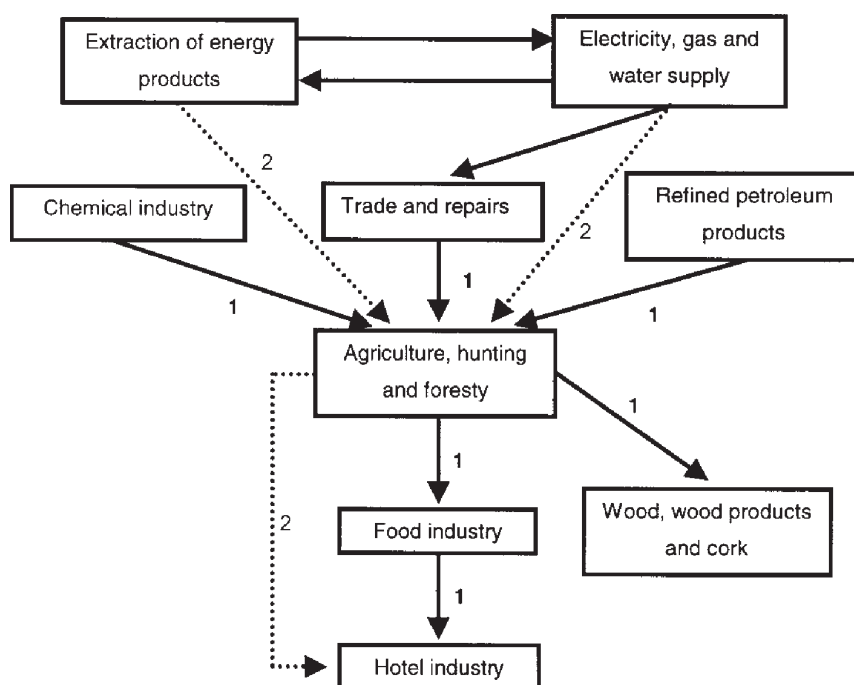 Extraction of energy
products
Electricity, gas and
water supply
2
Chemical industry
Trade and repairs
2
Refined petroleum
products
1
1
1
Agriculture, hunting
and foresty
1
1
2
Food industry
Wood, wood products
and cork
1
Hotel industry